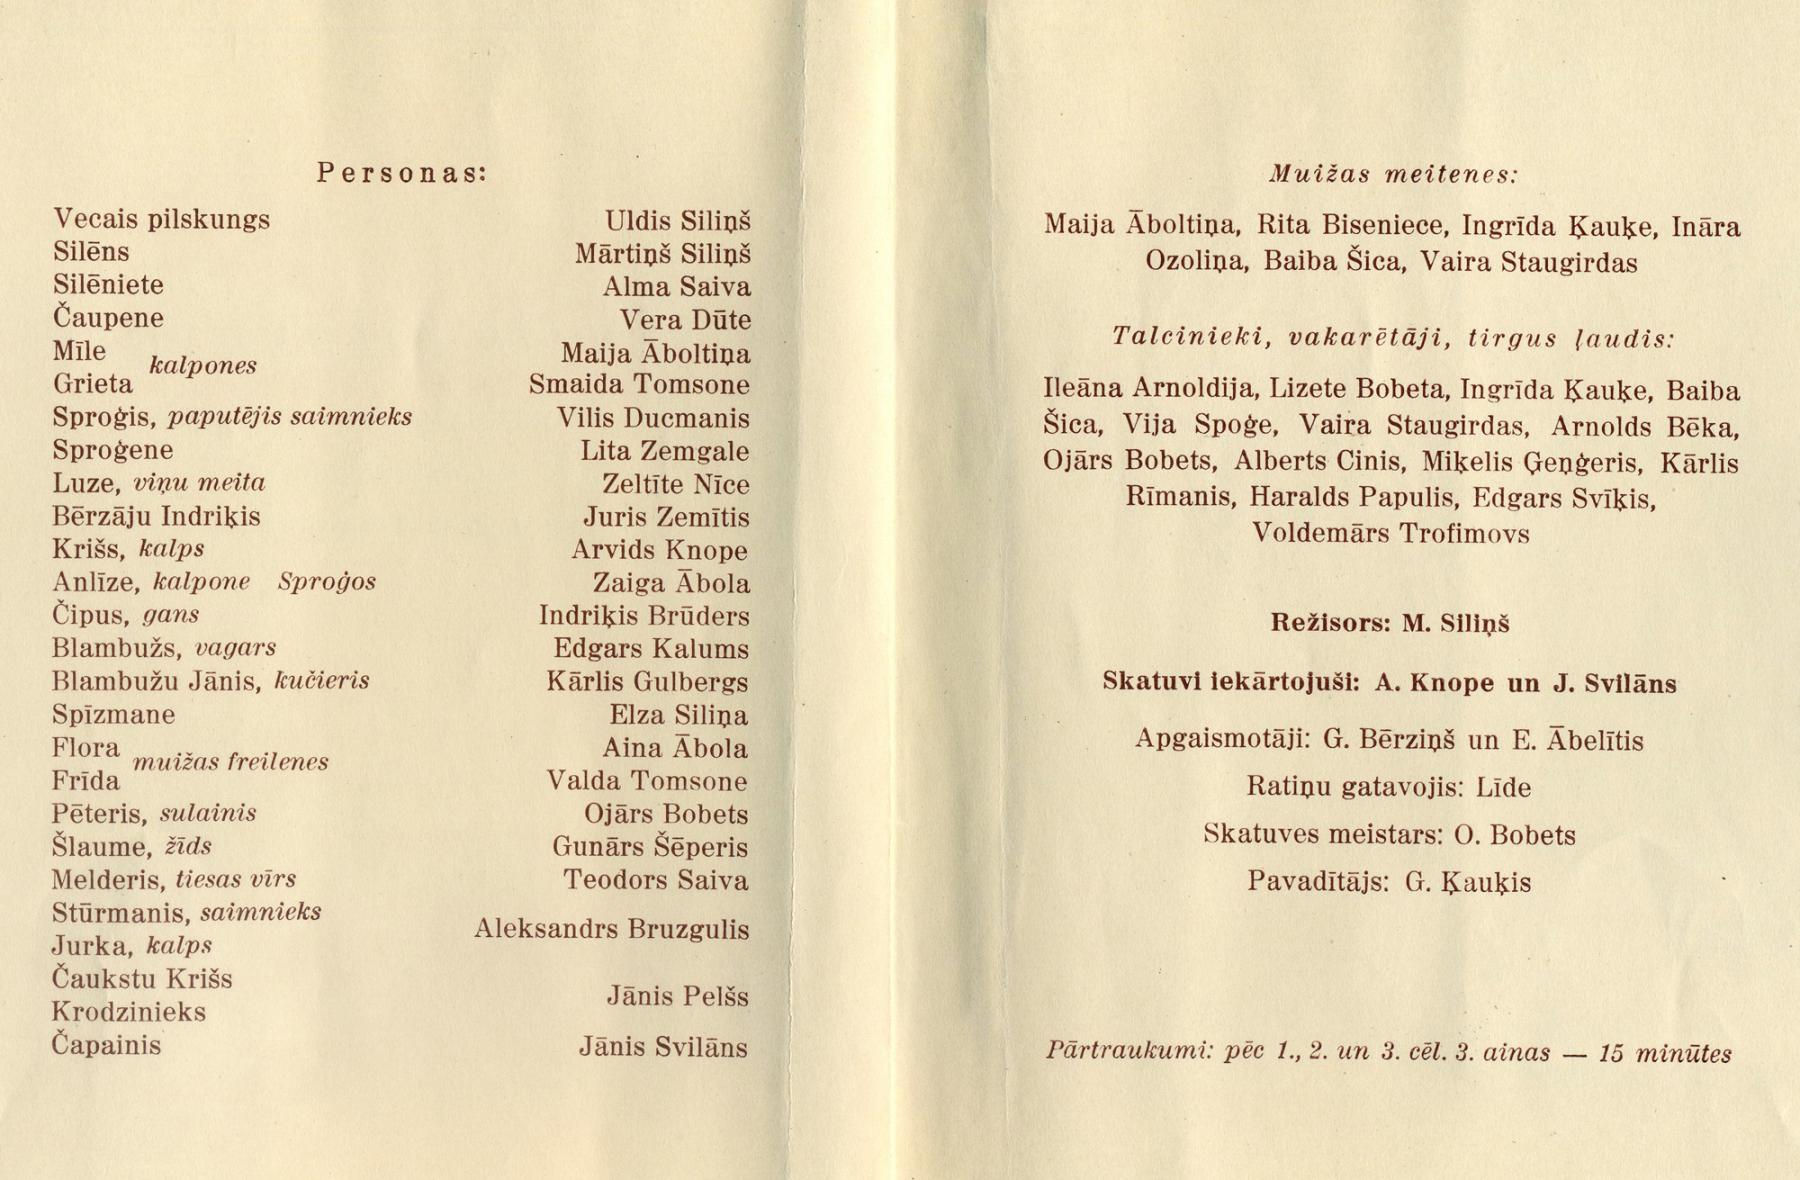 Personas:
Vecais pilskungs Uldis Siliņš
Silēns Mārtiņš Siliņš
Silēniete Alma Saiva
Čaupene Vera Dūte
Mīle Maija Āboltiņa
kalpones
Grieta Smaida Tomsone
Sproģis, paputējis saimnieks Vilis Ducmanis
Sproģene Lita Zemgale
Luze, viņu meita Zeltīte Nīce
Bērzāju Indriķis Juris Zemītis
Krišs, kalps Arvids Knope
Anlīze, kalpone Sproģos Zaiga Ābola
Čipus, gans Indriķis Brūders
Blambužs, vagars Edgars Kalums
Blambužu Jānis, kučieris Kārlis Gulbergs
Spīzmane Elza Siliņa
Flora Aina Ābola
muižas freilenes
Frīda Valda Tomsone
Pēteris, sulainis Ojārs Bobets
Šlaume, žīds Gunārs Šēperis
Melderis, tiesas vīrs Teodors Saiva
Stūrmanis, saimnieks
Aleksandrs Bruzgulis
Jurka, kalps
Čaukstu Krišs
Jānis Pelšs
Krodzinieks
Čapainis Jānis Svilāns
Muižas meitenes:
Maija Āboltiņa, Rita Biseniece, Ingrīda Ķauķe, Ināra
Ozoliņa, Baiba Šica, Vaira Staugirdas
Talcinieki, vakarētāji, tirgus ļaudis:
Ileāna Arnoldija, Lizete Bobeta, Ingrīda Ķauķe, Baiba
Šica, Vija Spoģe, Vaira Staugirdas, Arnolds Bēka,
Ojārs Bobets, Alberts Cinis, Miķelis Ģeņģeris, Kārlis
Rīmanis, Haralds Papulis, Edgars Svīķis,
Voldemārs Trofimovs
Režisors: M. Siliņš
Skatuvi iekārtojuši: A. Knope un J. Svilāns
Apgaismotāji: G. Bērziņš un E. Ābelītis
Ratiņu gatavojis: Līde
Skatuves meistars: O. Bobets
Pavadītājs: G. Ķauķis
Pārtraukumi: pēc 1., 2. un 3. cēl. 3. ainas — 15 minūtes